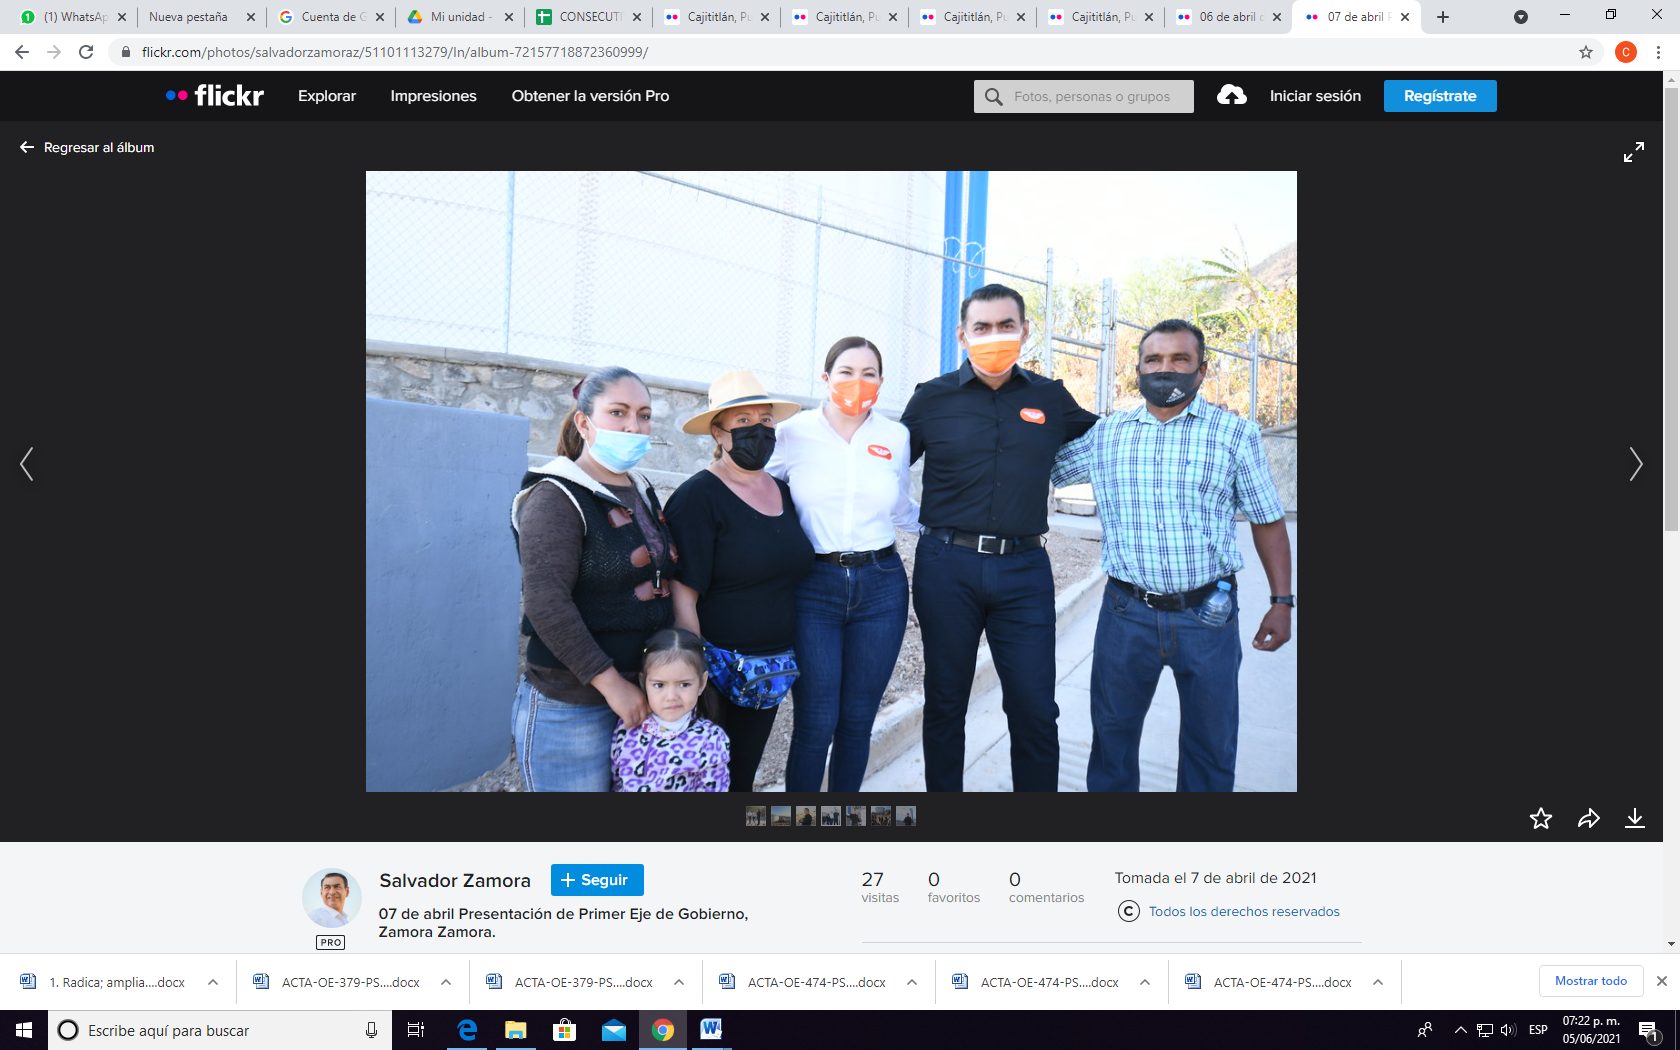 (1) WhatsAp
Nueva pestaña
Cuenta de G
Mi unidad -
CONSECUTI
Cajititlán, Pu
Cajititlán, Pu
Cajititlán, Pu
Cajititlán, Pu
06 de abril d
07 de abril P
flickr.com/photos/salvadorzamoraz/51101113279/in/album-72157718872360999/
C
flickr
Explorar
Impresiones
Obtener la versión Pro
Fotos, personas o grupos
Iniciar sesión
Regístrate
Regresar al álbum
Salvador Zamora
+ Seguir
PRO
07 de abril Presentación de Primer Eje de Gobierno,
Zamora Zamora.
27
visitas
0
favoritos
0
comentarios
Tomada el 7 de abril de 2021
Todos los derechos reservados
1. Radica; amplia....docx
ACTA-OE-379-PS....docx
ACTA-OE-379-PS....docx
ACTA-OE-474-PS....docx
ACTA-OE-474-PS....docx
ACTA-OE-474-PS....docx
Mostrar todo
Escribe aquí para buscar
ESP
07:22 p. m.
05/06/2021
1